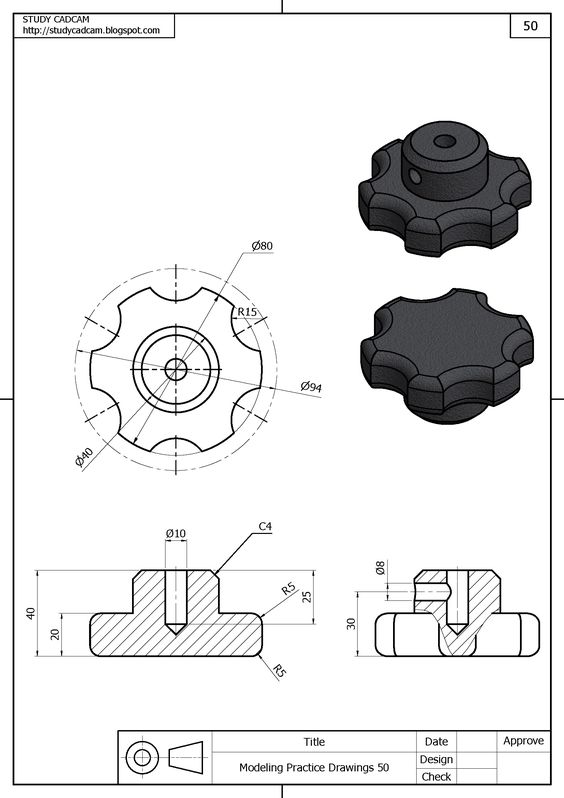 STUDY CADCAM
http://studycadcam.blogspot.com
50
Ø80
R15
Ø94
Ø40
Ø10
C4
R5
25
40
20
R5
Ø8
30
Title
Date
Approve
Modeling Practice Drawings 50
Design
Check